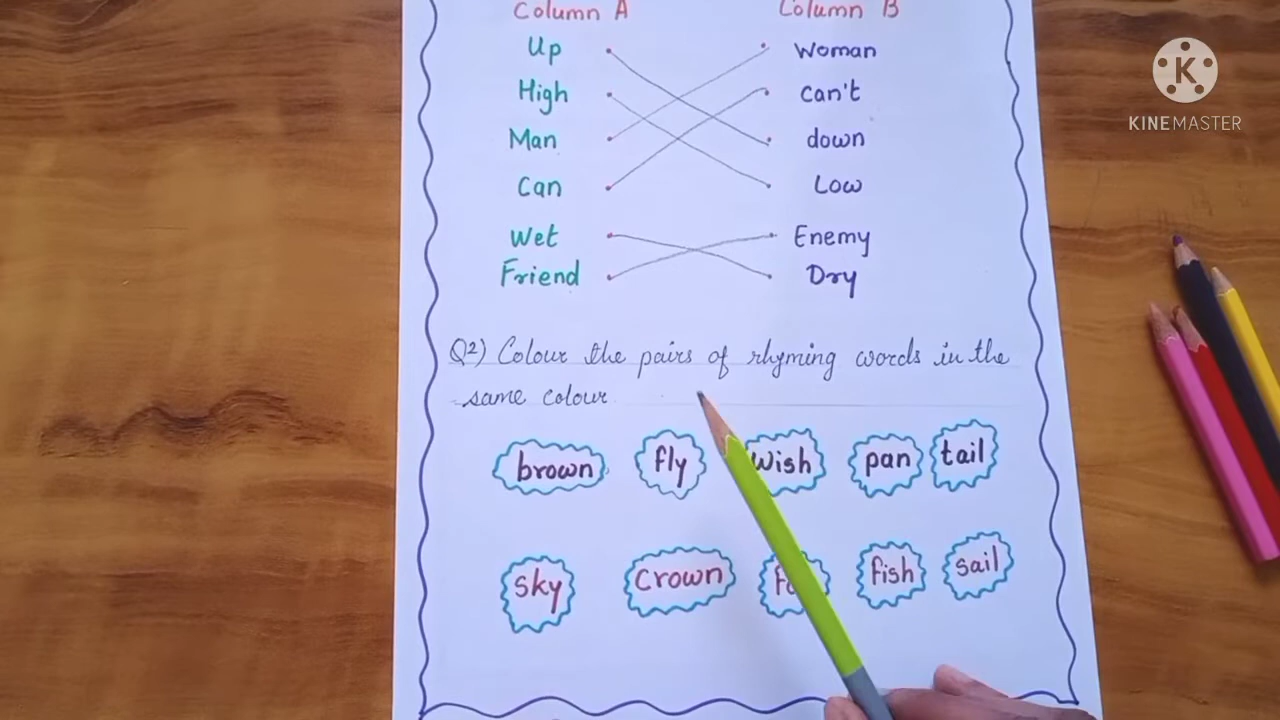 Column A Column B
Up Woman
High Can't
Man down
Can Low
Wet Enemy
Friend Dry
Q2) Colour the pairs of rhyming words in the
same colour
brown fly wish pan tail
sky Crown fish sail
KINEMASTER